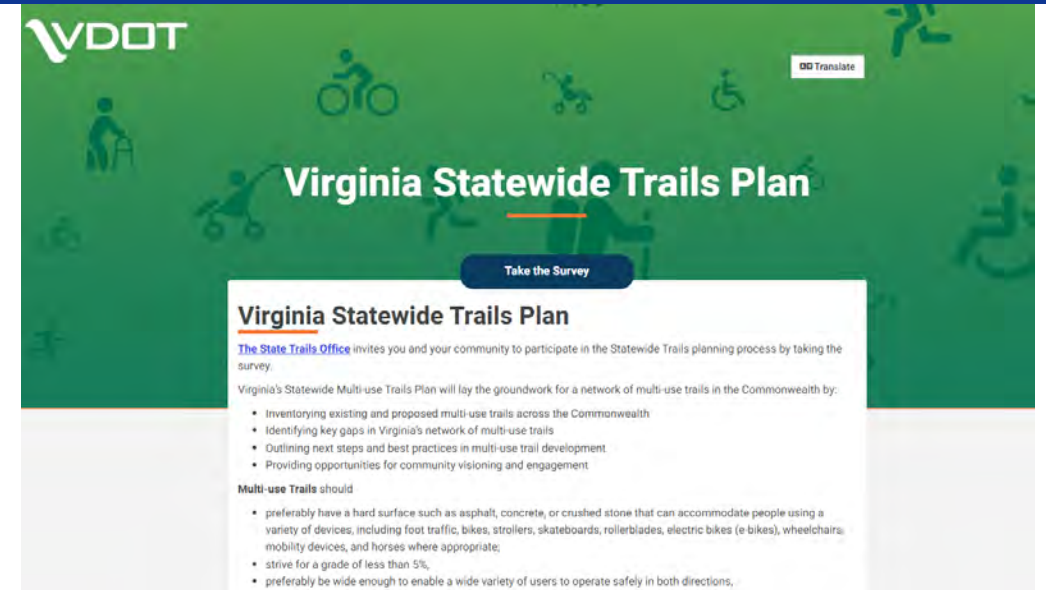 VDOT
Translate
Virginia Statewide Trails Plan
Take the Survey
Virginia Statewide Trails Plan
The State Trails Office invites you and your community to participate in the Statewide Trails planning process by taking the
survey.
Virginia's Statewide Multi-use Trails Plan will lay the groundwork for a network of multi-use trails in the Commonwealth by:
• Inventorying existing and proposed multi-use trails across the Commonwealth
• Identifying key gaps in Virginia's network of multi-use trails
• Outlining next steps and best practices in multi-use trail development
• Providing opportunities for community visioning and engagement
Multi-use Trails should
• preferably have a hard surface such as asphalt, concrete, or crushed stone that can accommodate people using a
variety of devices, including foot traffic, bikes, strollers, skateboards, rollerblades, electric bikes (e-bikes), wheelchairs,
mobility devices, and horses where appropriate;
• strive for a grade of less than 5%,
• preferably be wide enough to enable a wide variety of users to operate safely in both directions,